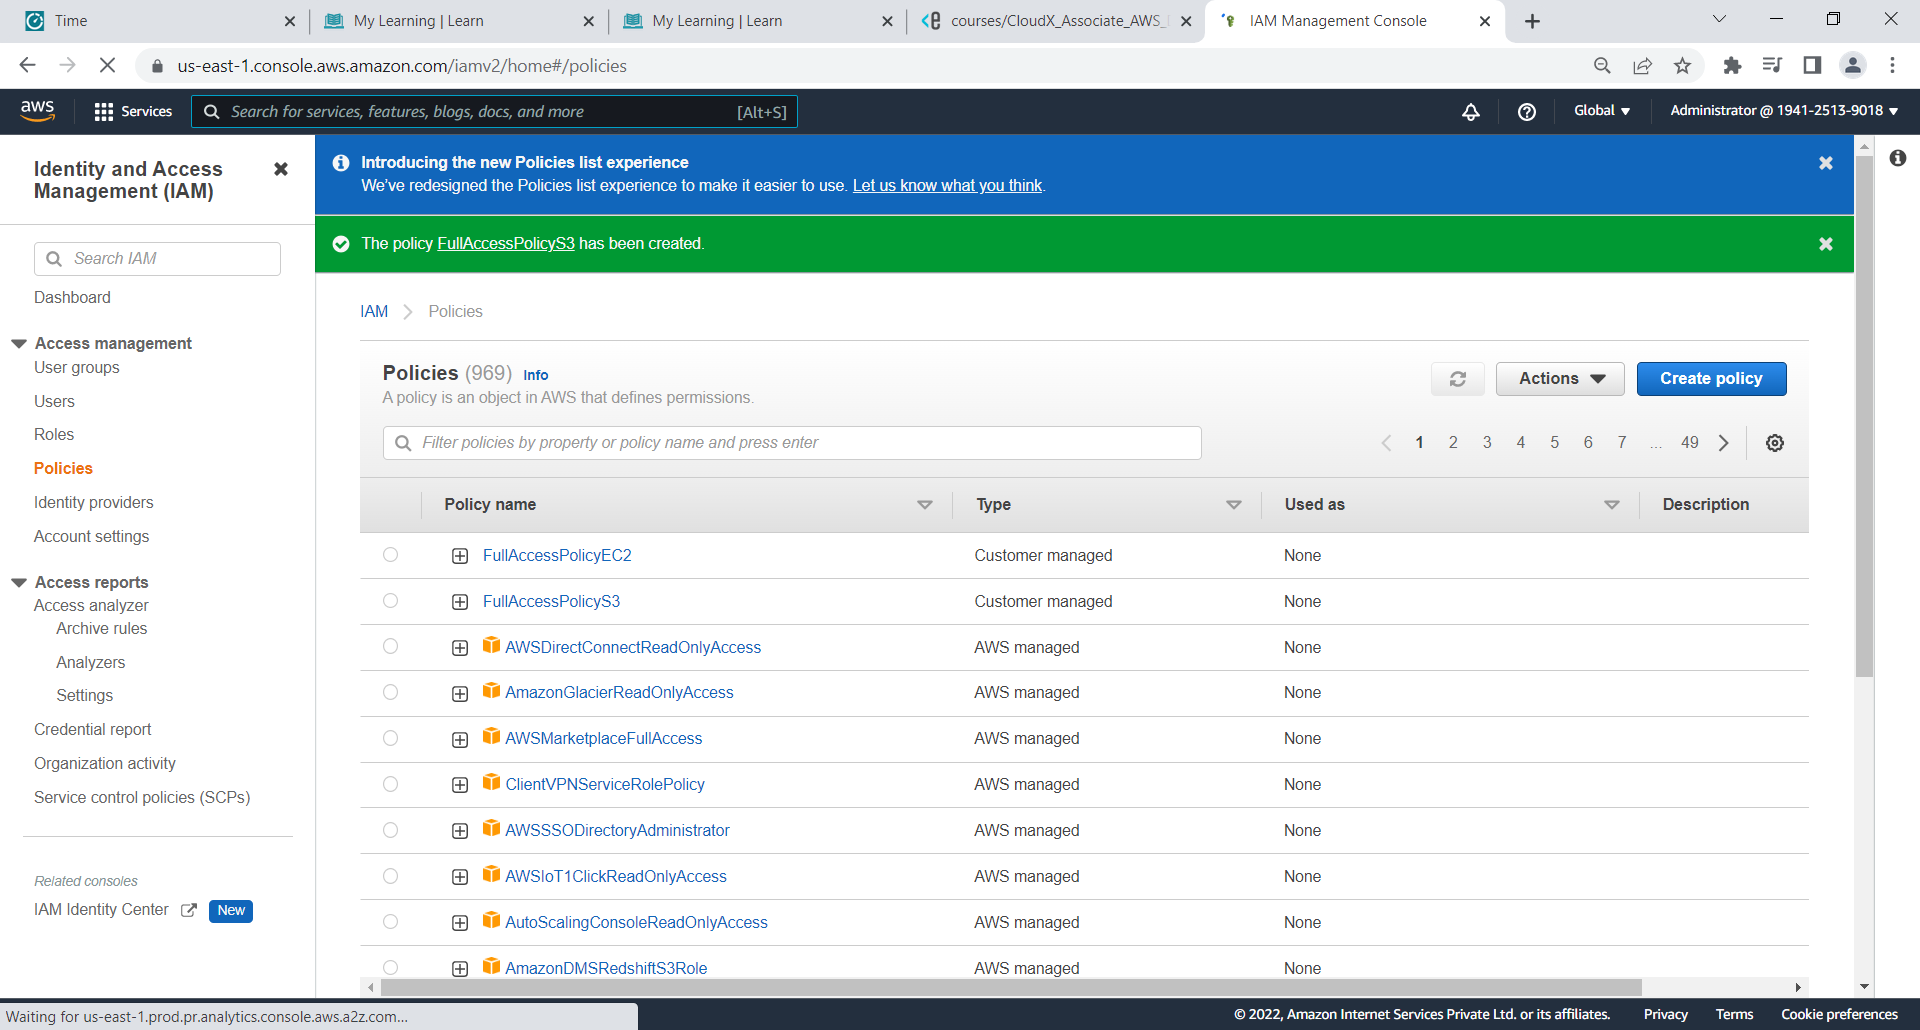 Time
My Learning | Learn
My Learning | Learn
courses/CloudX_Associate_AWS_
IAM Management Console
us-east-1.console.aws.amazon.com/iamv2/home#/policies
aws
Services
Search for services, features, blogs, docs, and more
[Alt+S]
Global
Administrator @ 1941-2513-9018
Identity and Access
Management (IAM)
Search IAM
Dashboard
Access management
User groups
Users
Roles
Policies
Identity providers
Account settings
Access reports
Access analyzer
Archive rules
Analyzers
Settings
Credential report
Organization activity
Service control policies (SCPs)
Related consoles
IAM Identity Center
New
Introducing the new Policies list experience
We've redesigned the Policies list experience to make it easier to use. Let us know what you think.
The policy FullAccessPolicyS3 has been created.
IAM
Policies
Policies (969) Info
A policy is an object in AWS that defines permissions.
Actions
Create policy
Filter policies by property or policy name and press enter
1 2 3 4 5 6 7 ... 49
Policy name Type Used as Description
FullAccessPolicyEC2 Customer managed None
FullAccessPolicyS3 Customer managed None
AWSDirectConnectReadOnlyAccess AWS managed None
AmazonGlacierReadOnlyAccess AWS managed None
AWSMarketplaceFullAccess AWS managed None
ClientVPNServiceRolePolicy AWS managed None
AWSSSODirectoryAdministrator AWS managed None
AWSIoT1ClickReadOnlyAccess AWS managed None
AutoScalingConsoleReadOnlyAccess AWS managed None
AmazonDMSRedshiftS3Role AWS managed None
Waiting for us-east-1.prod.pr.analytics.console.aws.a2z.com...
© 2022, Amazon Internet Services Private Ltd. or its affiliates.
Privacy
Terms
Cookie preferences